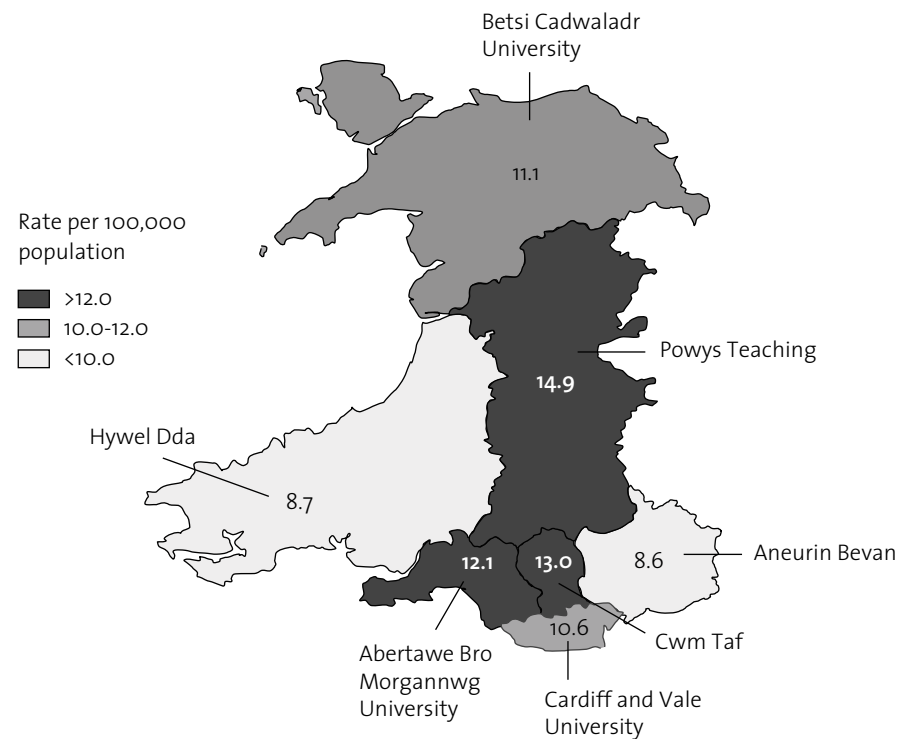 Betsi Cadwaladr
University
11.1
Rate per 100,000
population
>12.0
10.0-12.0
<10.0
Powys Teaching
14.9
Hywel Dda
8.7
12.1
13.0
8.6
Aneurin Bevan
10.6
Cwm Taf
Abertawe Bro
Morgannwg
University
Cardiff and Vale
University